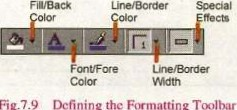 Fill/Back Line/Border Special
Color Color Effects
1
Font/Fore Line/Border
Color Width
Fig.7.9 Defining the Formatting Toolbar